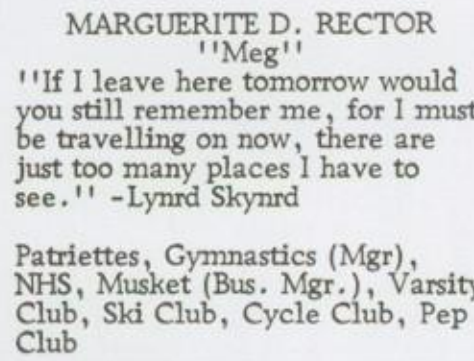 MARGUERITE D. RECTOR
''Meg''
''If I leave here tomorrow would
you still remember me, for I must
be travelling on now, there are
just too many places I have to
see.'' -Lynrd Skynrd
Patriettes, Gymnastics (Mgr),
NHS, Musket (Bus. Mgr.), Varsity
Club, Ski Club, Cycle Club, Pep
Club